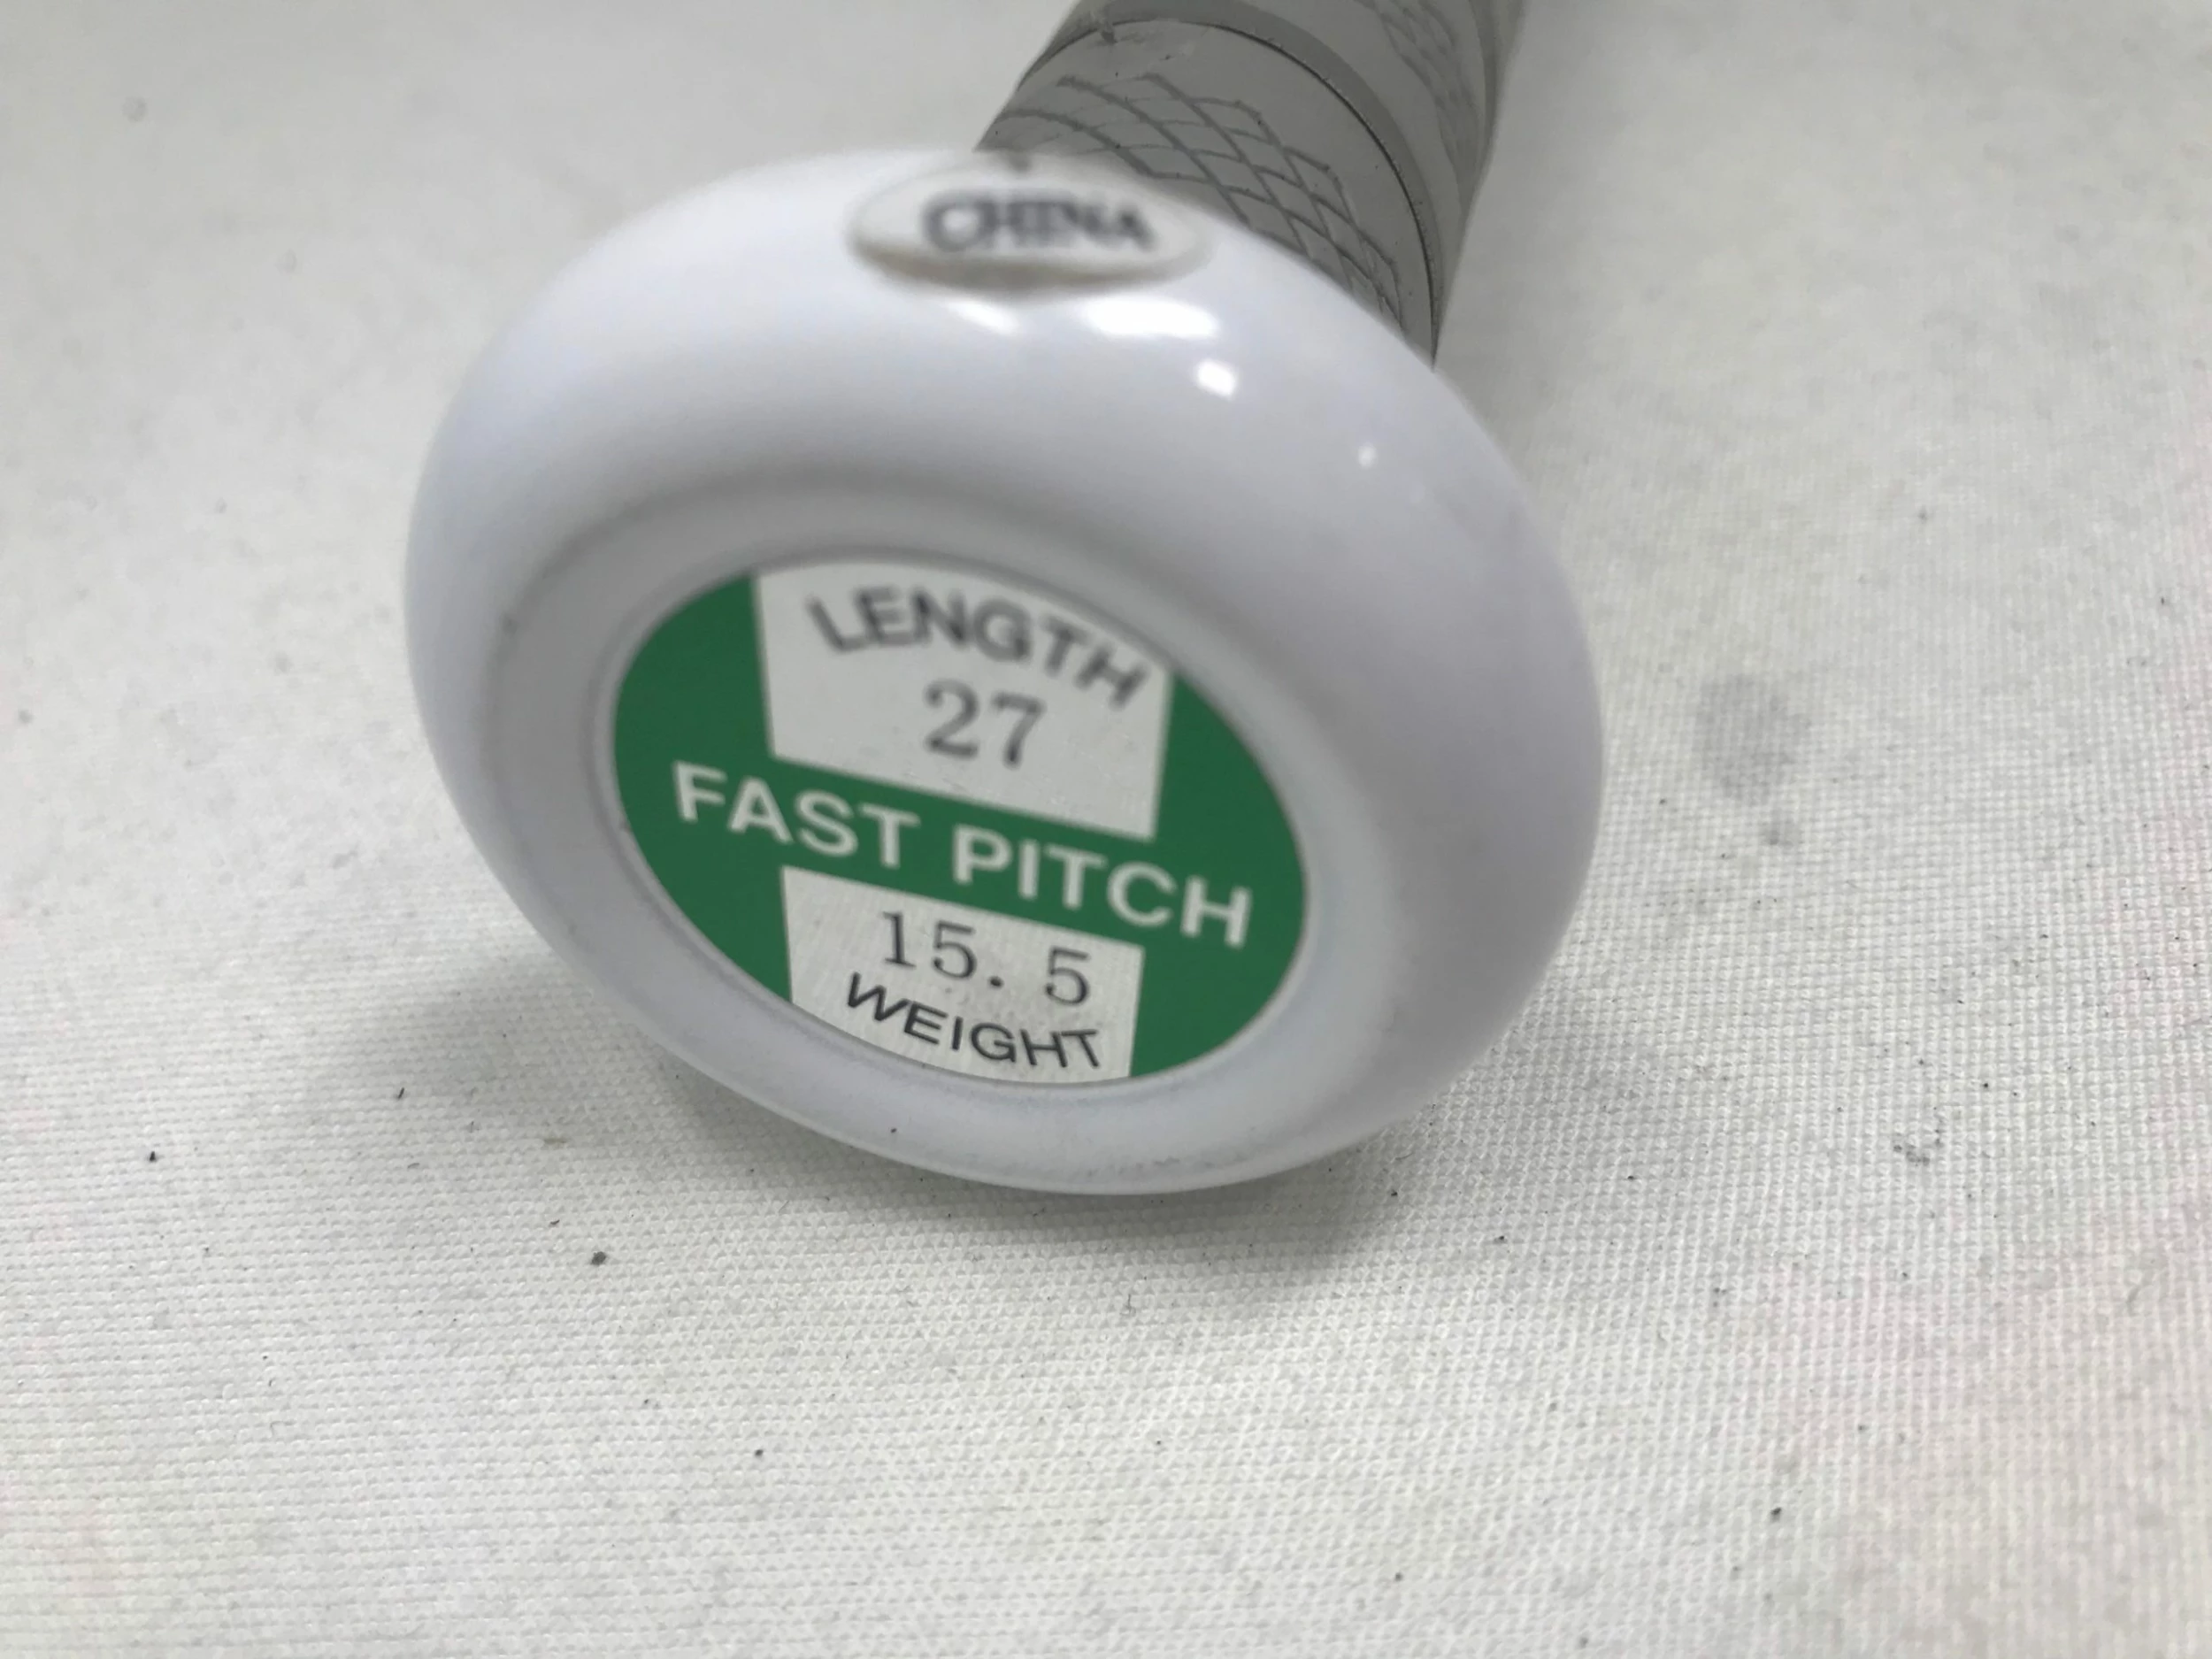 CHINA
LENGTH
27
FAST PITCH
15.5
WEIGHT